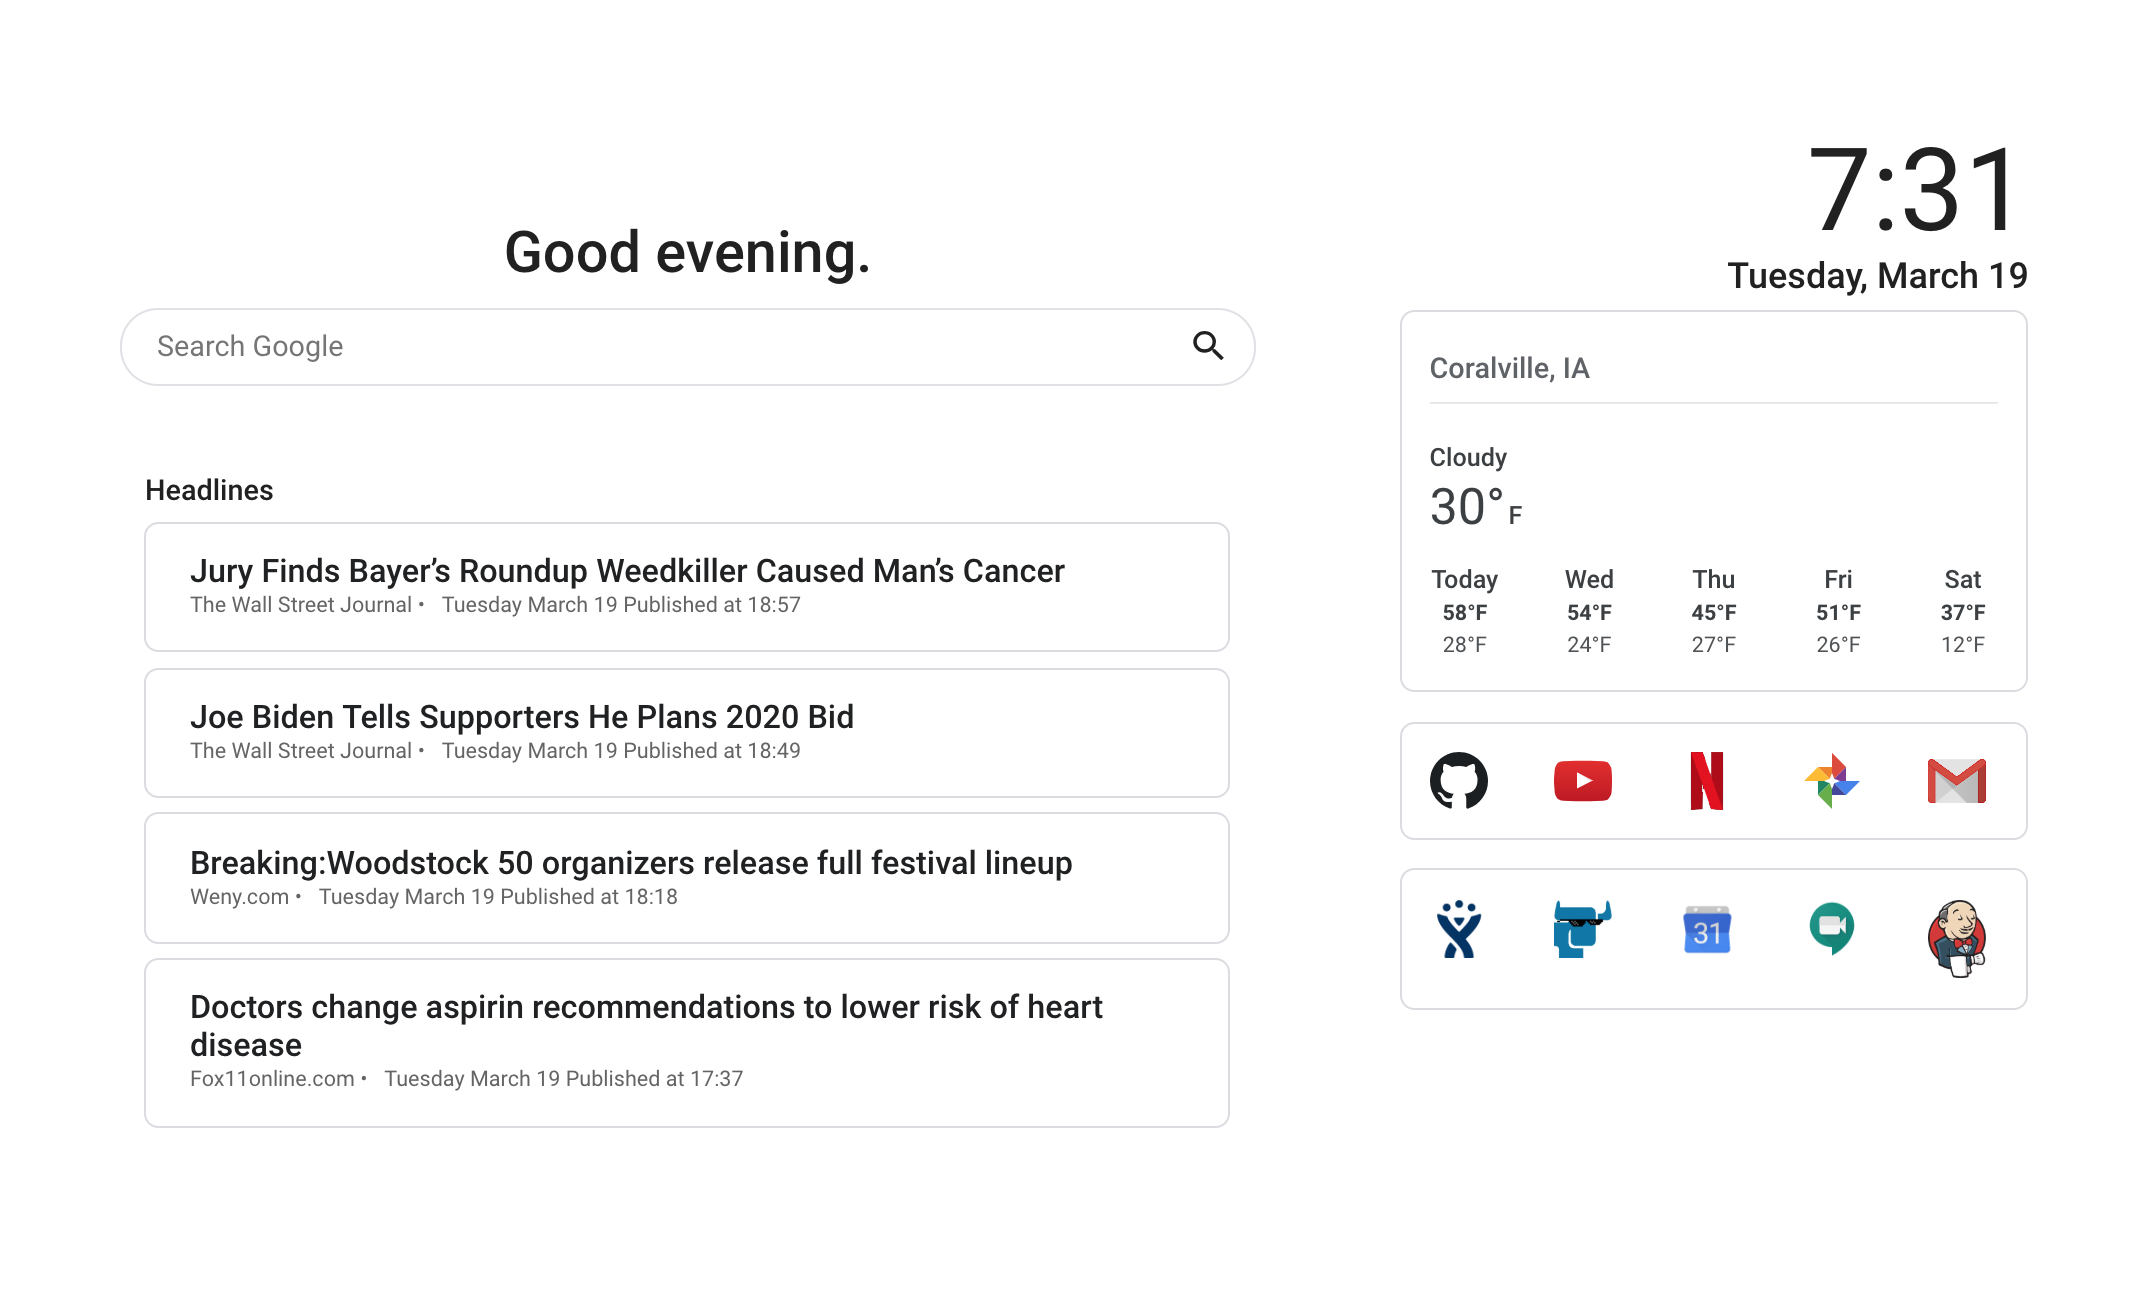 Good evening.
Search Google
Headlines
Jury Finds Bayer’s Roundup Weedkiller Caused Man’s Cancer
The Wall Street Journal • Tuesday March 19 Published at 18:57
Joe Biden Tells Supporters He Plans 2020 Bid
The Wall Street Journal • Tuesday March 19 Published at 18:49
Breaking:Woodstock 50 organizers release full festival lineup
Weny.com • Tuesday March 19 Published at 18:18
Doctors change aspirin recommendations to lower risk of heart
disease
Fox11online.com • Tuesday March 19 Published at 17:37
7:31
Tuesday, March 19
Coralville, IA
Cloudy
30°F
Today Wed Thu Fri Sat
58°F 54°F 45°F 51°F 37°F
28°F 24°F 27°F 26°F 12°F
31